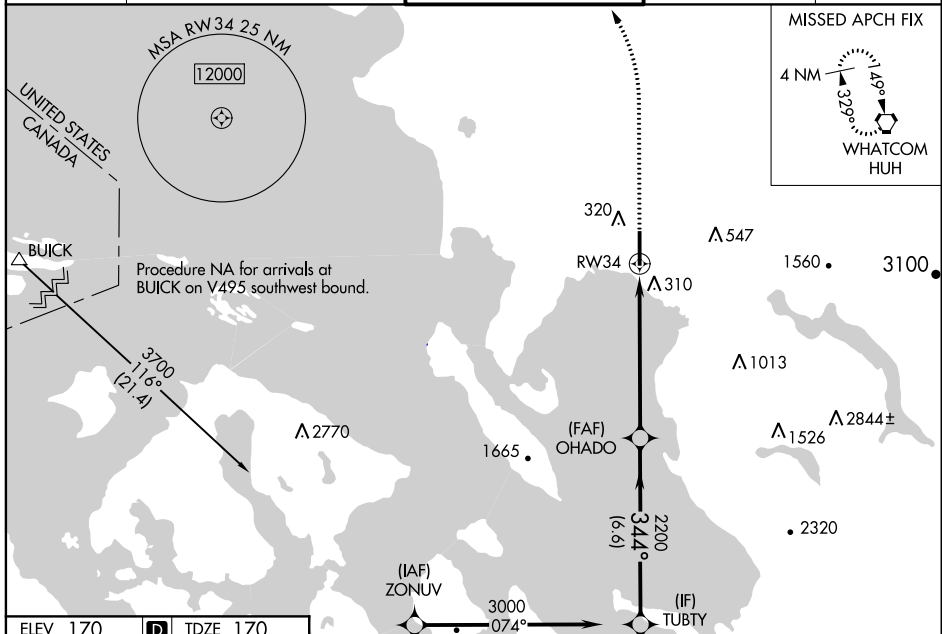 MSA RW34 25 NM
12000
MISSED APCH FIX
4 NM
149°
329°
WHATCOM
HUH
UNITED STATES
CANADA
320
547
BUICK
RW34
1560
3100
Procedure NA for arrivals at
BUICK on V495 southwest bound.
310
3700
116°
(21.4)
1013
2770
(FAF)
OHADO
1665
2844±
1526
2200
344°
(6.6)
2320
(IAF)
ZONUV
3000
074°
(IF)
TUBTY
ELEV 170
D
TDZE 170